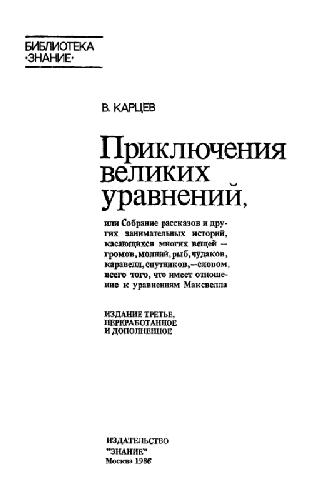 БИБЛИОТЕКА
"ЗНАНИЕ"
В. КАРЦЕВ
Приключения
великих
уравнений,
или Собрание рассказов и дру-
гих занимательных историй,
касающихся многих вещей —
громов, молний, рыб, чудаков,
каравелл, спутников,—словом,
всего того, что имеет отноше-
ние к уравнениям Максвелла
ИЗДАНИЕ ТРЕТЬЕ,
ПЕРЕРАБОТАННОЕ
И ДОПОЛНЕННОЕ
ИЗДАТЕЛЬСТВО
"ЗНАНИЕ"
Москва 1986